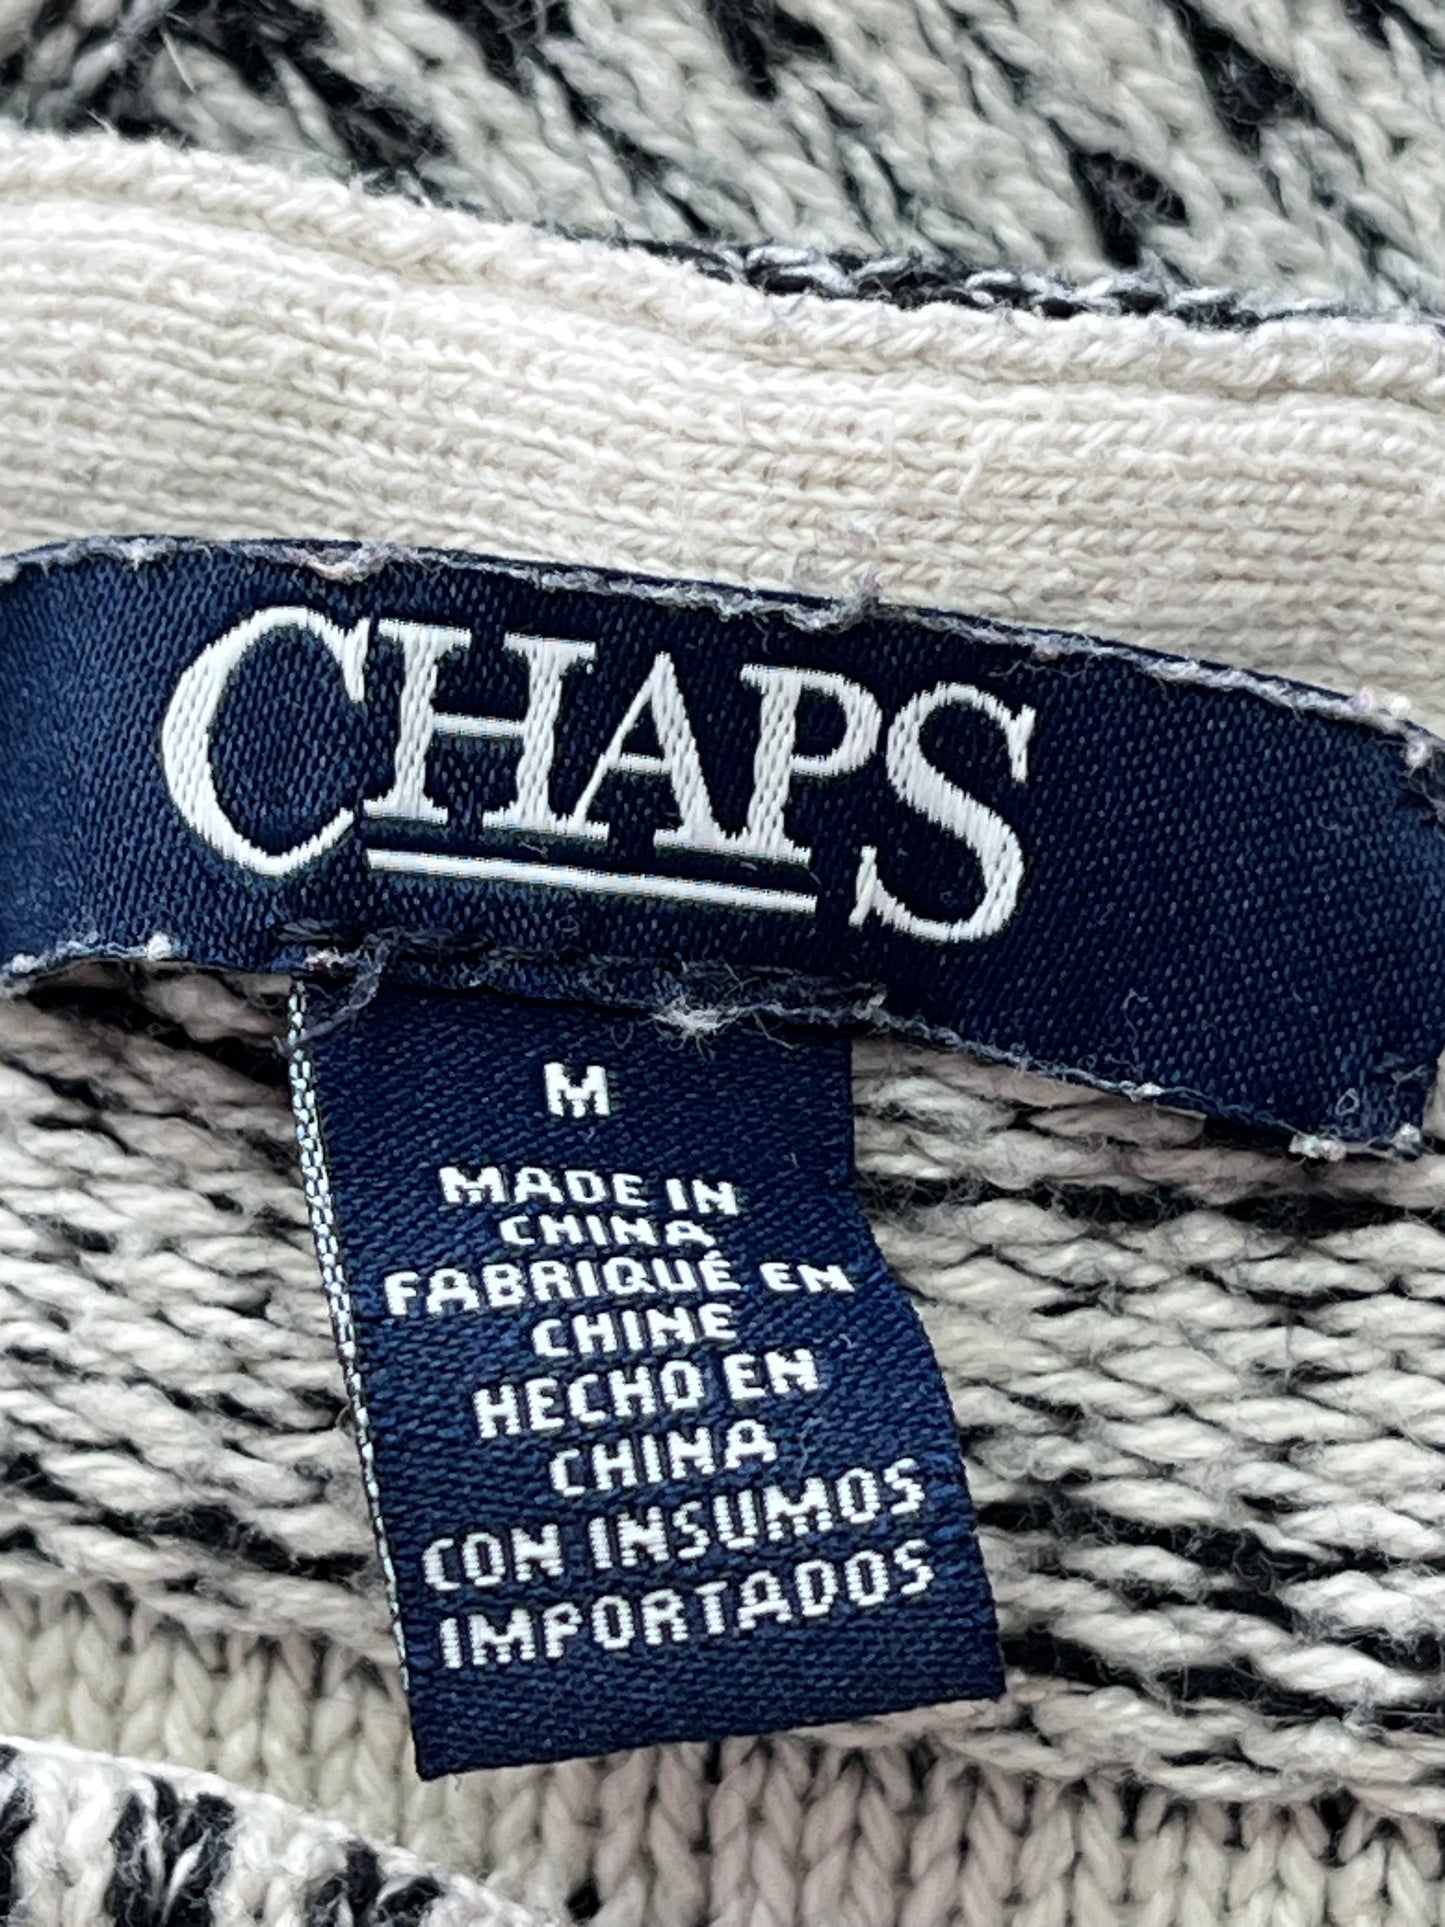 CHAPS
M
MADE IN
CHINA
FABRIQUÉ EN
CHINE
HECHO EN
CHINA
CON INSUMOS
IMPORTADOS